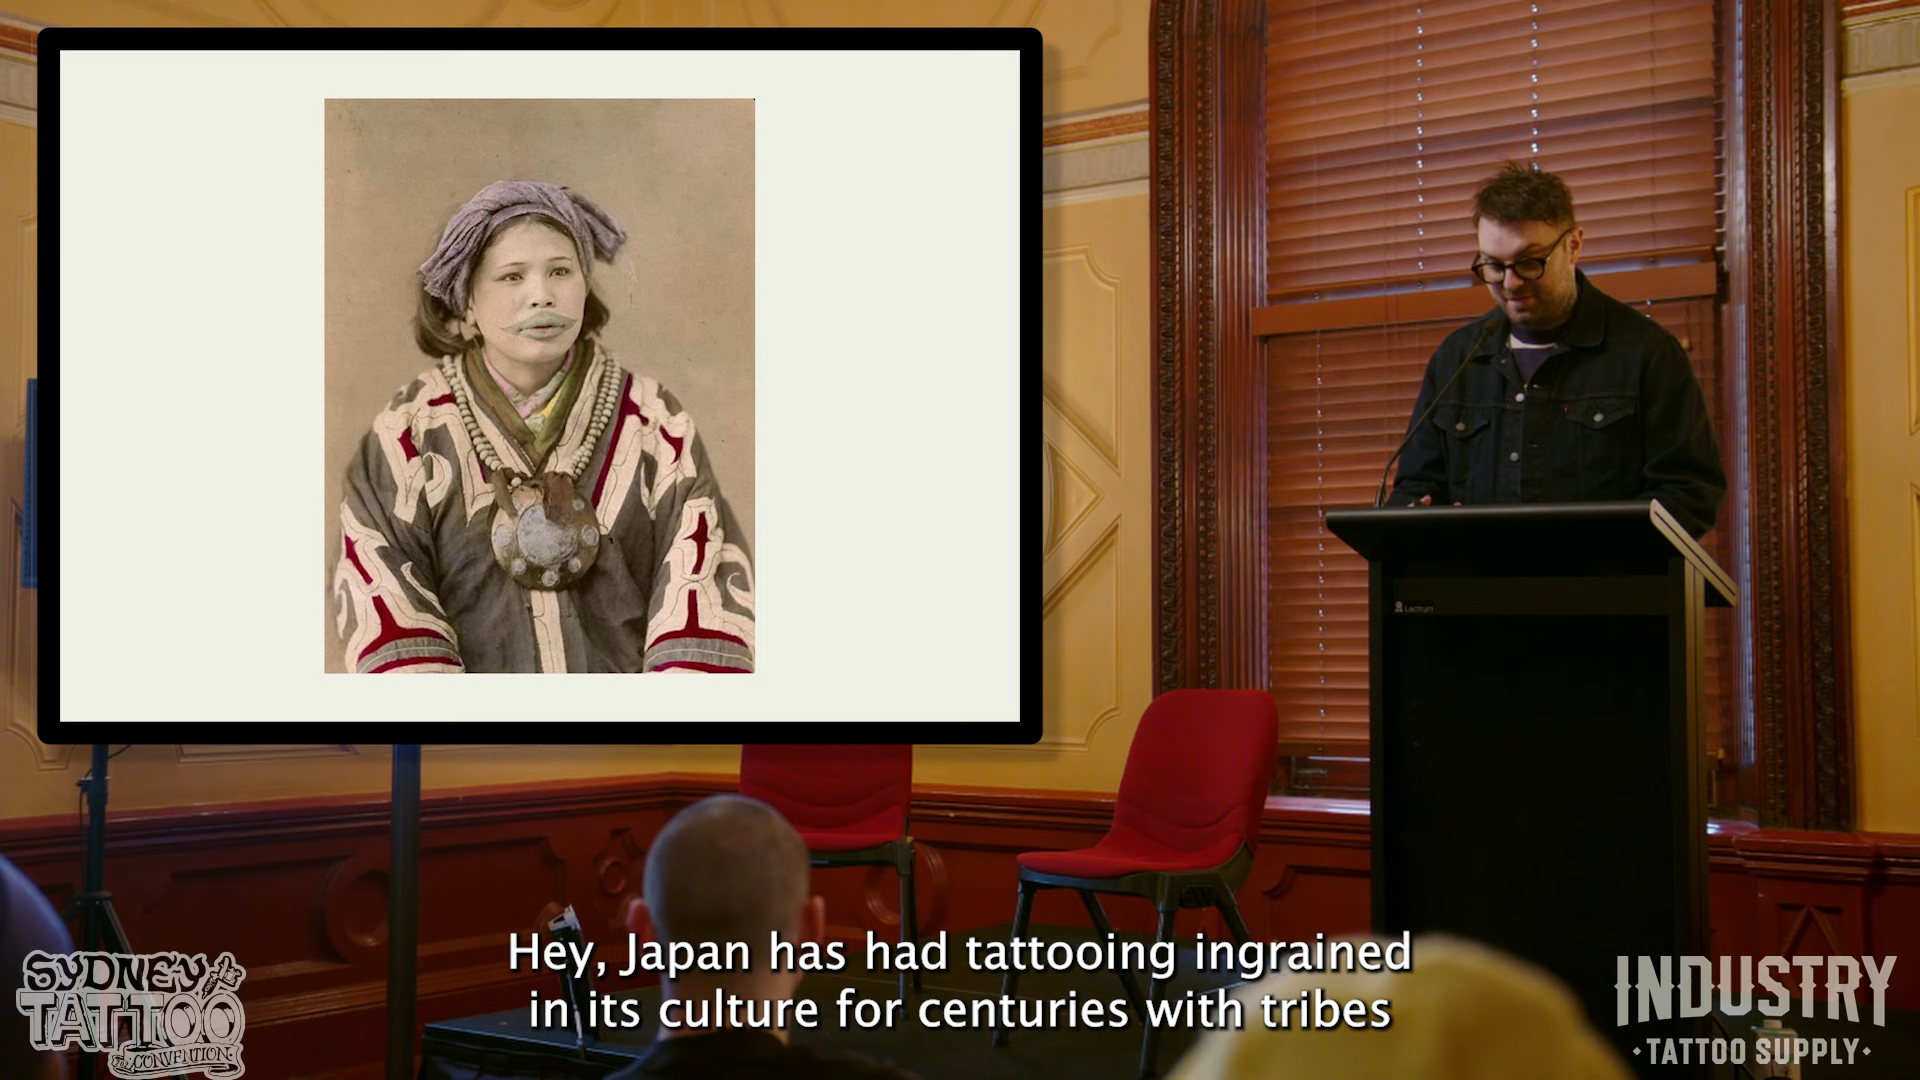 Lectrum
Hey, Japan has had tattooing ingrained
in its culture for centuries with tribes
SYDNEY
TATTOO
CONVENTION
INDUSTRY
•TATTOO SUPPLY•